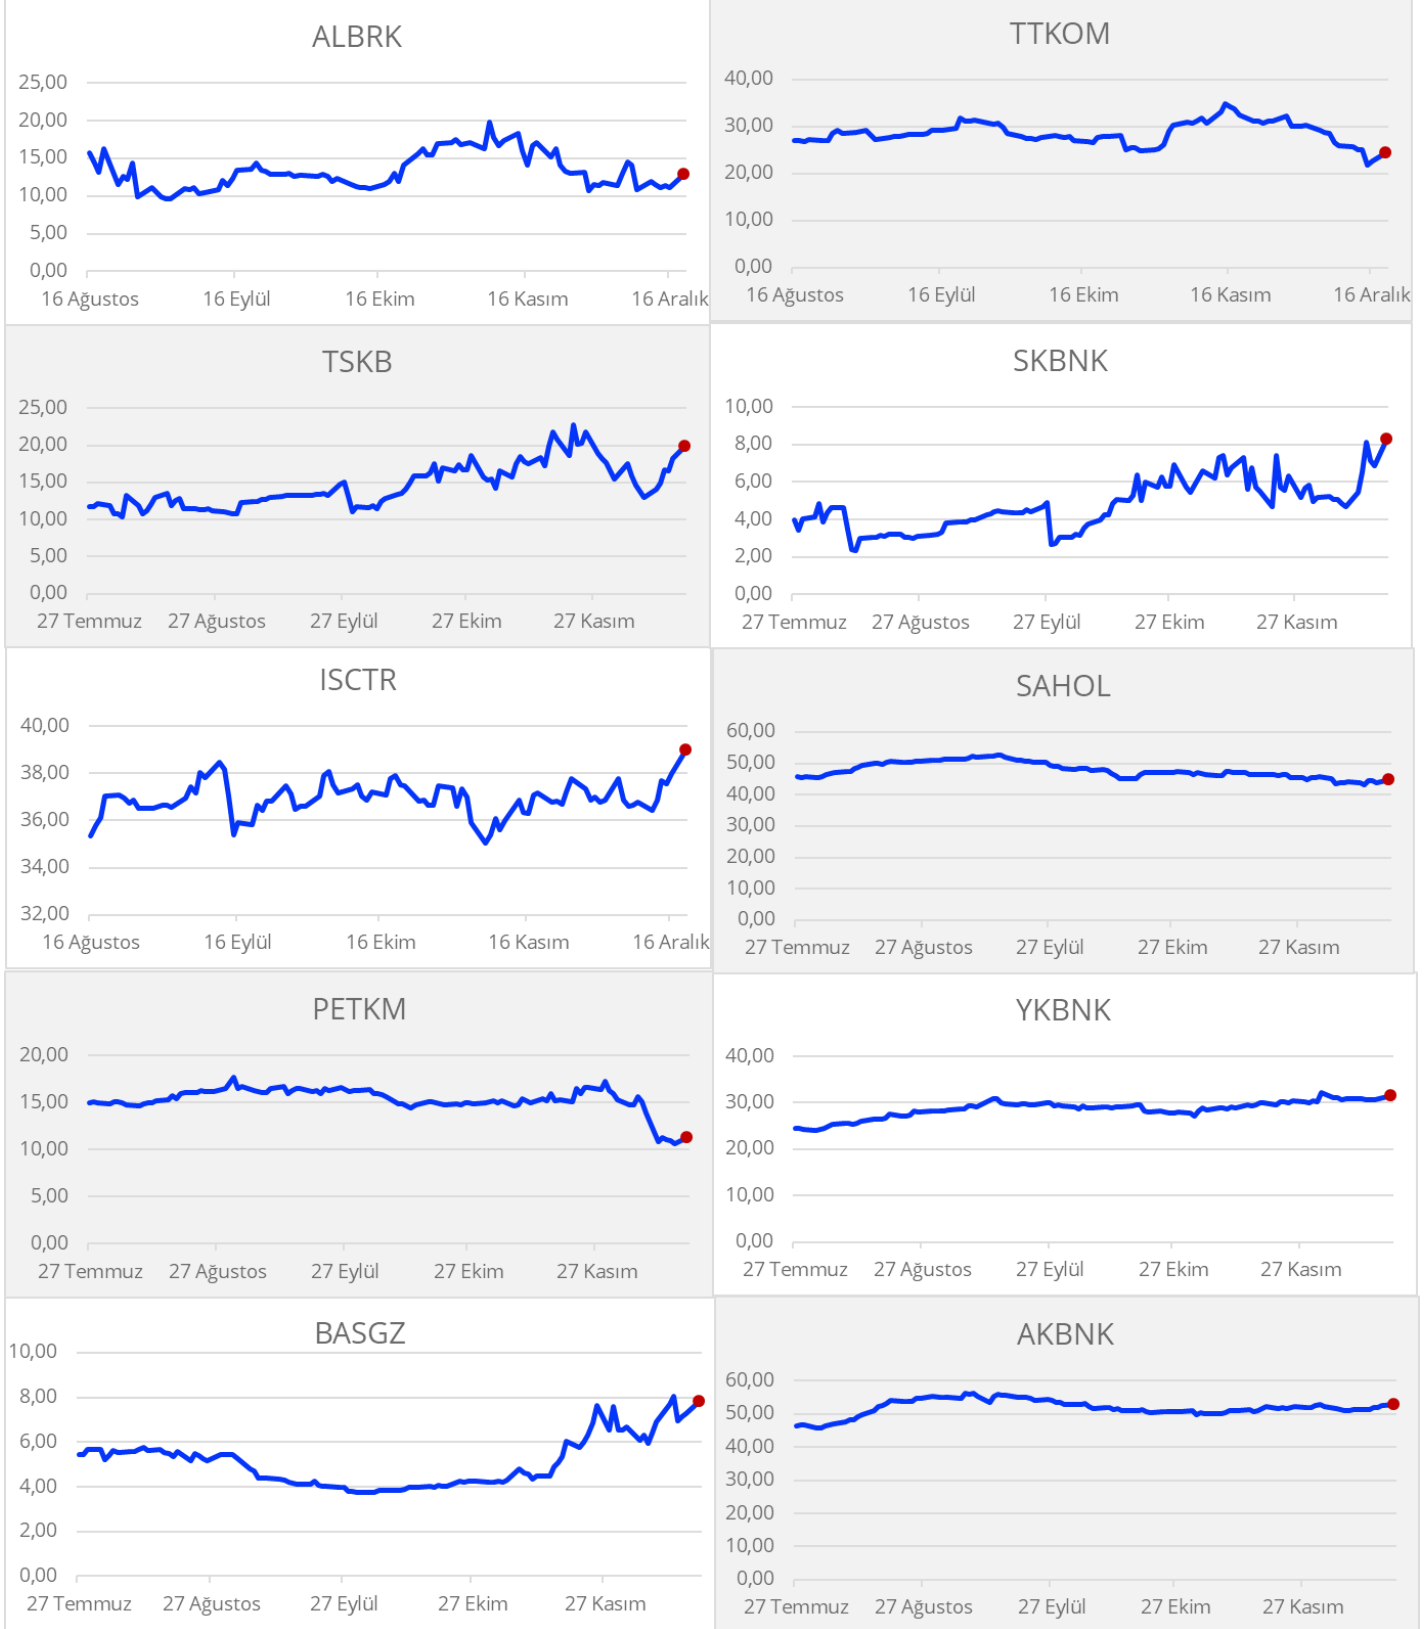 ALBRK
25,00
20,00
15,00
10,00
5,00
0,00
16 Ağustos 16 Eylül 16 Ekim 16 Kasım 16 Aralık
TTKOM
40,00
30,00
20,00
10,00
0,00
16 Ağustos 16 Eylül 16 Ekim 16 Kasım 16 Aralık
TSKB
25,00
20,00
15,00
10,00
5,00
0,00
27 Temmuz 27 Ağustos 27 Eylül 27 Ekim 27 Kasım
SKBNK
10,00
8,00
6,00
4,00
2,00
0,00
27 Temmuz 27 Ağustos 27 Eylül 27 Ekim 27 Kasım
ISCTR
40,00
38,00
36,00
34,00
32,00
16 Ağustos 16 Eylül 16 Ekim 16 Kasım 16 Aralık
SAHOL
60,00
50,00
40,00
30,00
20,00
10,00
0,00
27 Temmuz 27 Ağustos 27 Eylül 27 Ekim 27 Kasım
PETKM
20,00
15,00
10,00
5,00
0,00
27 Temmuz 27 Ağustos 27 Eylül 27 Ekim 27 Kasım
YKBNK
40,00
30,00
20,00
10,00
0,00
27 Temmuz 27 Ağustos 27 Eylül 27 Ekim 27 Kasım
BASGZ
10,00
8,00
6,00
4,00
2,00
0,00
27 Temmuz 27 Ağustos 27 Eylül 27 Ekim 27 Kasım
AKBNK
60,00
50,00
40,00
30,00
20,00
10,00
0,00
27 Temmuz 27 Ağustos 27 Eylül 27 Ekim 27 Kasım